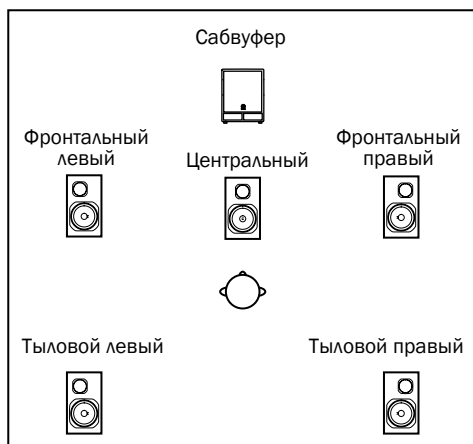 Сабвуфер
Фронтальный
левый
Центральный
Фронтальный
правый
Тыловой левый
Тыловой правый